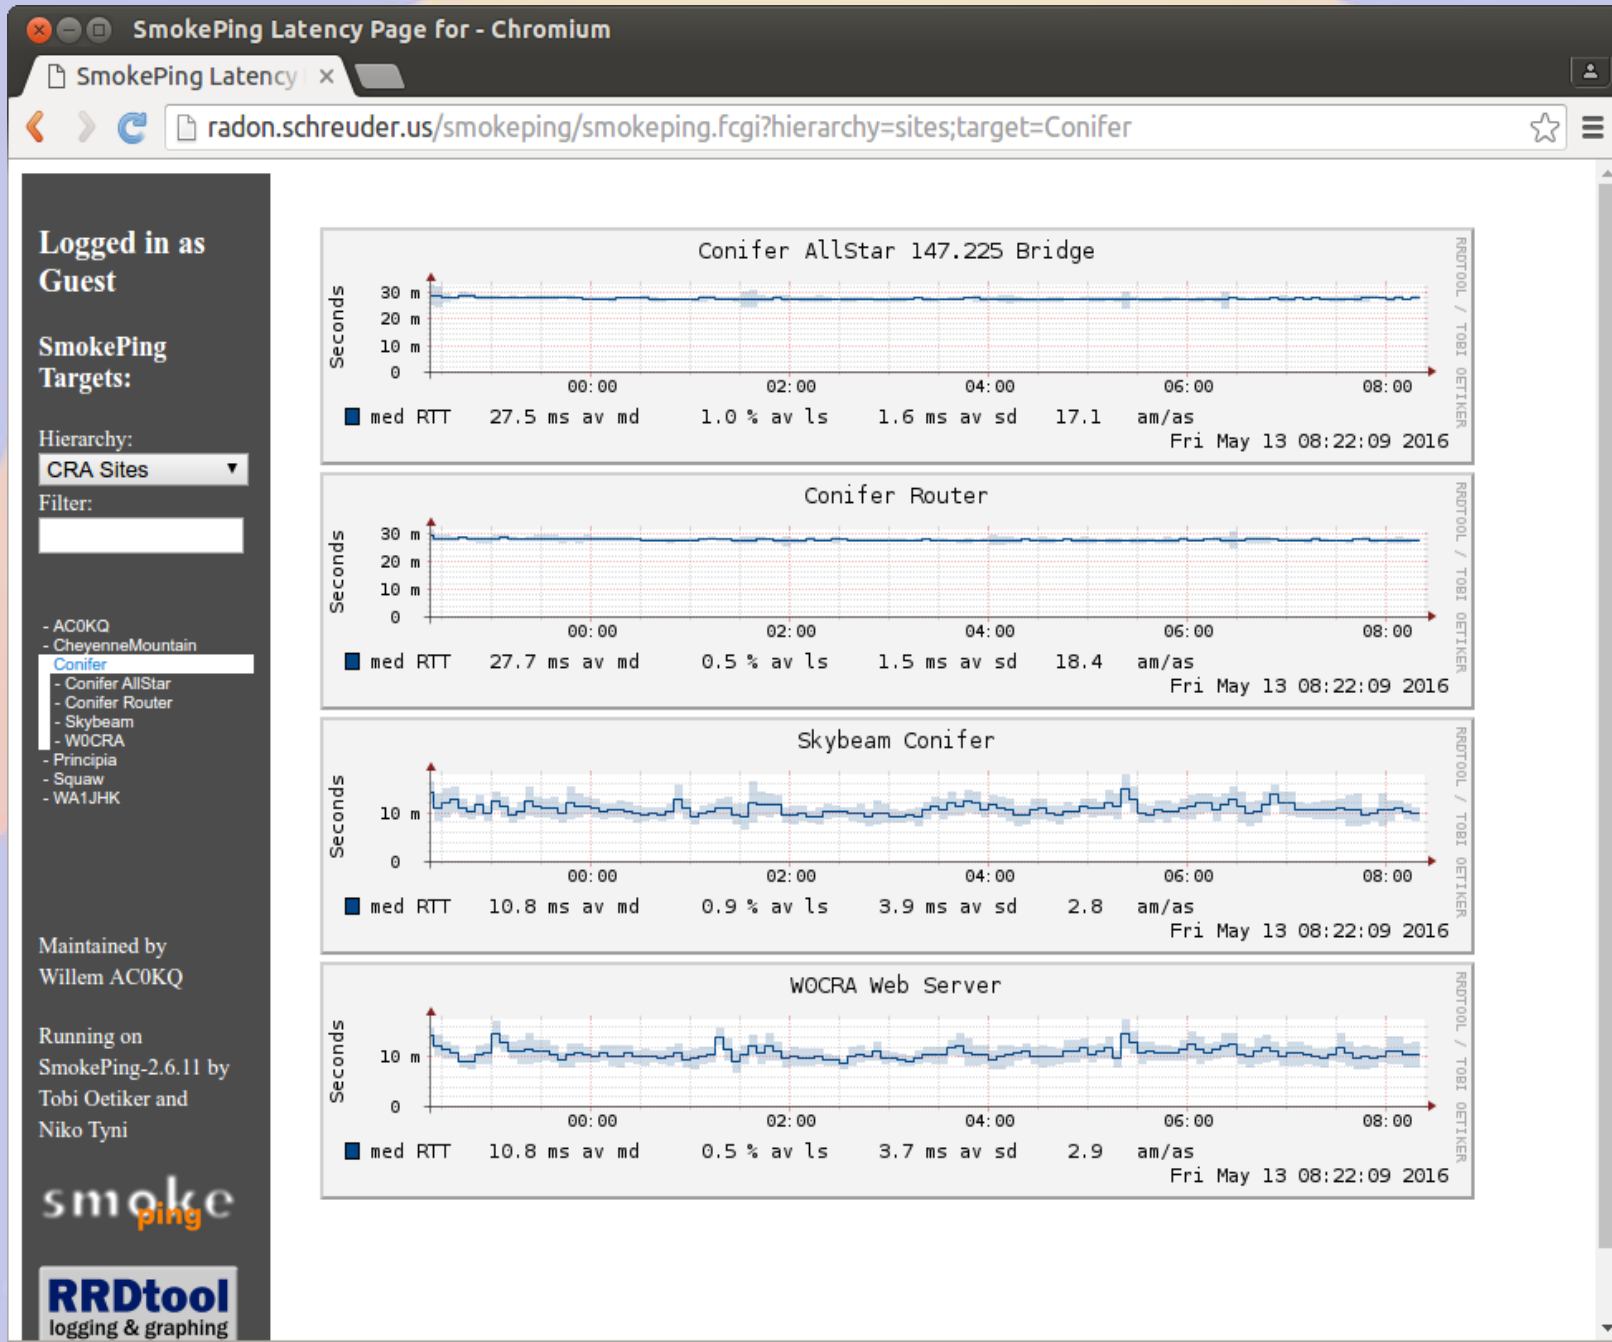 SmokePing Latency Page for - Chromium
SmokePing Latency
radon.schreuder.us/smokeping/smokeping.fcgi?hierarchy=sites;target=Conifer
Logged in as
Guest
SmokePing
Targets:
Hierarchy:
CRA Sites
Filter:
- AC0KQ
- CheyenneMountain
Conifer
- Conifer AllStar
- Conifer Router
- Skybeam
- W0CRA
- Principia
- Squaw
- WA1JHK
Maintained by
Willem AC0KQ
Running on
SmokePing-2.6.11 by
Tobi Oetiker and
Niko Tyni
smoke
ping
RRDtool
logging & graphing
Conifer AllStar 147.225 Bridge
RRDTOOL / TOBI OETIKER
Seconds
30 m
20 m
10 m
0
00:00 02:00 04:00 06:00 08:00
med RTT 27.5 ms av md 1.0 % av ls 1.6 ms av sd 17.1 am/as
Fri May 13 08:22:09 2016
Conifer Router
RRDTOOL / TOBI OETIKER
Seconds
30 m
20 m
10 m
0
00:00 02:00 04:00 06:00 08:00
med RTT 27.7 ms av md 0.5 % av ls 1.5 ms av sd 18.4 am/as
Fri May 13 08:22:09 2016
Skybeam Conifer
RRDTOOL / TOBI OETIKER
Seconds
10 m
0
00:00 02:00 04:00 06:00 08:00
med RTT 10.8 ms av md 0.9 % av ls 3.9 ms av sd 2.8 am/as
Fri May 13 08:22:09 2016
W0CRA Web Server
RRDTOOL / TOBI OETIKER
Seconds
10 m
0
00:00 02:00 04:00 06:00 08:00
med RTT 10.8 ms av md 0.5 % av ls 3.7 ms av sd 2.9 am/as
Fri May 13 08:22:09 2016